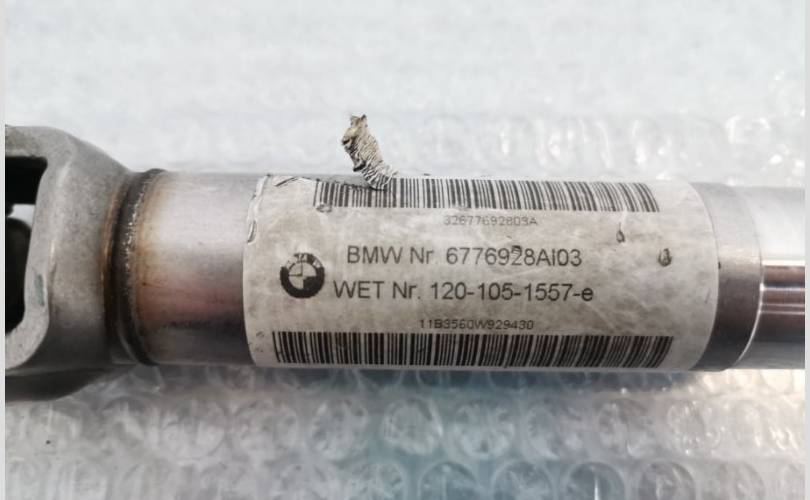 32677692803A
BMW Nr. 6776928AI03
WET Nr. 120-105-1557-e
11B3560W929430